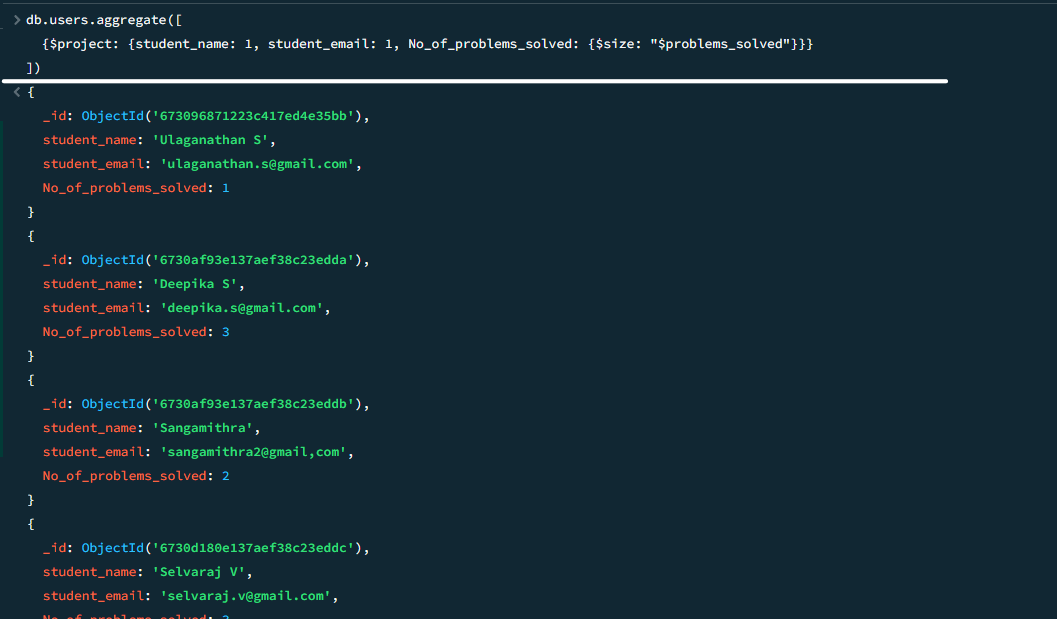 db.users.aggregate([
{$project: {student_name: 1, student_email: 1, No_of_problems_solved: {$size: "$problems_solved"}}}
])
{
_id: ObjectId('673096871223c417ed4e35bb'),
student_name: 'Ulaganathan S',
student_email: 'ulaganathan.s@gmail.com',
No_of_problems_solved: 1
}
{
_id: ObjectId('6730af93e137aef38c23edda'),
student_name: 'Deepika S',
student_email: 'deepika.s@gmail.com',
No_of_problems_solved: 3
}
{
_id: ObjectId('6730af93e137aef38c23eddb'),
student_name: 'Sangamithra',
student_email: 'sangamithra2@gmail,com',
No_of_problems_solved: 2
}
{
_id: ObjectId('6730d180e137aef38c23eddc'),
student_name: 'Selvaraj V',
student_email: 'selvaraj.v@gmail.com',
No_of_problems_solved: